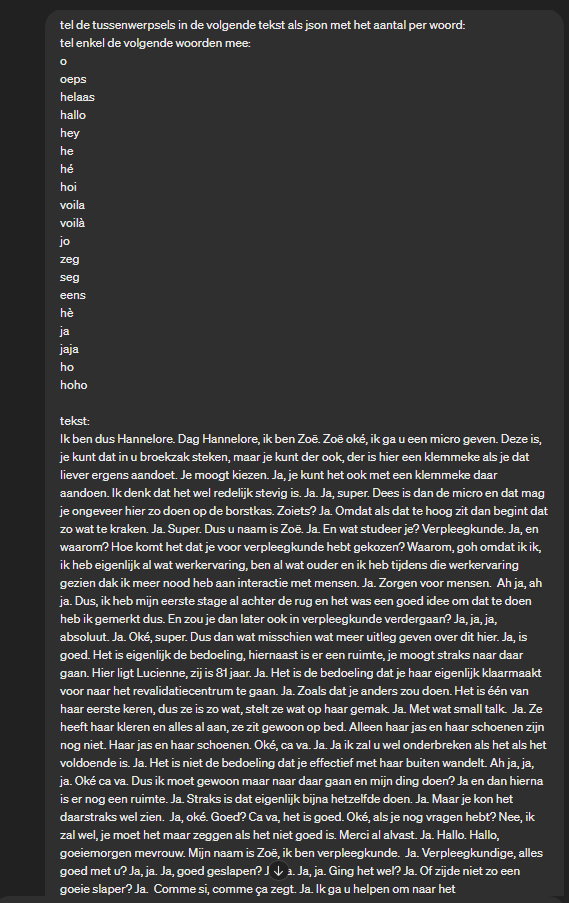 tel de tussenwerpsels in de volgende tekst als json met het aantal per woord:
tel enkel de volgende woorden mee:
o
oeps
helaas
hallo
hey
he
hé
hoi
voila
voilà
jo
zeg
seg
eens
hè
ja
jaja
ho
hoho
tekst:
Ik ben dus Hannelore. Dag Hannelore, ik ben Zoë. Zoë oké, ik ga u een micro geven. Deze is,
je kunt dat in u broekzak steken, maar je kunt der ook, der is hier een klemmeke als je dat
liever ergens aandoet. Je moogt kiezen. Ja, je kunt het ook met een klemmeke daar
aandoen. Ik denk dat het wel redelijk stevig is. Ja. Ja, super. Dees is dan de micro en dat mag
je ongeveer hier zo doen op de borstkas. Zoiets? Ja. Omdat als dat te hoog zit dan begint dat
zo wat te kraken. Ja. Super. Dus u naam is Zoë. Ja. En wat studeer je? Verpleegkunde. Ja, en
waarom? Hoe komt het dat je voor verpleegkunde hebt gekozen? Waarom, goh omdat ik ik,
ik heb eigenlijk al wat werkervaring, ben al wat ouder en ik heb tijdens die werkervaring
gezien dak ik meer nood heb aan interactie met mensen. Ja. Zorgen voor mensen.  Ah ja, ah
ja. Dus, ik heb mijn eerste stage al achter de rug en het was een goed idee om dat te doen
heb ik gemerkt dus. En zou je dan later ook in verpleegkunde verdergaan? Ja, ja, ja,
absoluut. Ja. Oké, super. Dus dan wat misschien wat meer uitleg geven over dit hier. Ja, is
goed. Het is eigenlijk de bedoeling, hiernaast is er een ruimte, je moogt straks naar daar
gaan. Hier ligt Lucienne, zij is 81 jaar. Ja. Het is de bedoeling dat je haar eigenlijk klaarmaakt
voor naar het revalidatiecentrum te gaan. Ja. Zoals dat je anders zou doen. Het is één van
haar eerste keren, dus ze is zo wat, stelt ze wat op haar gemak. Ja. Met wat small talk.  Ja. Ze
heeft haar kleren en alles al aan, ze zit gewoon op bed. Alleen haar jas en haar schoenen zijn
nog niet. Haar jas en haar schoenen. Oké, ca va. Ja. Ja ik zal u wel onderbreken als het als het
voldoende is. Ja. Het is niet de bedoeling dat je effectief met haar buiten wandelt. Ah ja, ja,
ja. Oké ca va. Dus ik moet gewoon maar naar daar gaan en mijn ding doen? Ja en dan hierna
is er nog een ruimte. Ja. Straks is dat eigenlijk bijna hetzelfde doen. Ja. Maar je kon het
daarstraks wel zien.  Ja, oké. Goed? Ca va, het is goed. Oké, als je nog vragen hebt? Nee, ik
zal wel, je moet het maar zeggen als het niet goed is. Merci al alvast. Ja. Hallo. Hallo,
goeiemorgen mevrouw. Mijn naam is Zoë, ik ben verpleegkunde.  Ja. Verpleegkundige, alles
goed met u? Ja, ja. Ja, goed geslapen? J a. Ja, ja. Ging het wel? Ja. Of zijde niet zo een
goeie slaper? Ja.  Comme si, comme ça zegt. Ja. Ik ga u helpen om naar het